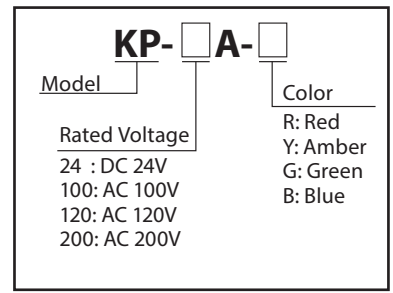 KP-□A-□
Model
Color
R: Red
Y: Amber
G: Green
B: Blue
Rated Voltage
24 : DC 24V
100: AC 100V
120: AC 120V
200: AC 200V